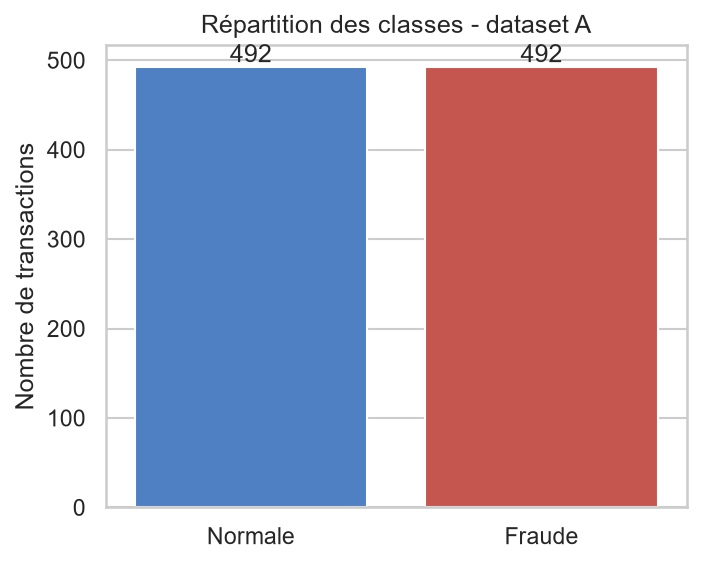 Répartition des classes - dataset A
492 492
500
400
300
200
100
0
Nombre de transactions
Normale Fraude